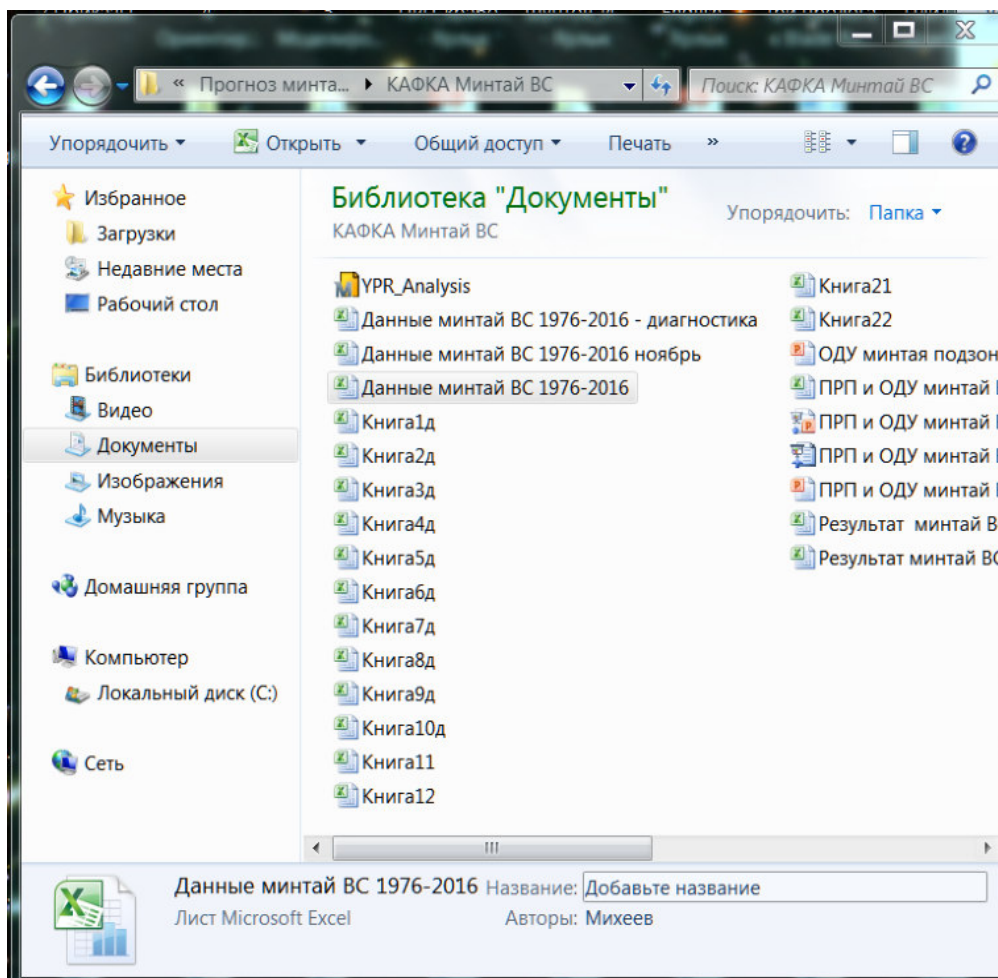 « Прогноз минта... КАФКА Минтай ВС
Поиск: КАФКА Минтай ВС
Упорядочить Открыть Общий доступ Печать »
Избранное
Загрузки
Недавние места
Рабочий стол
Библиотеки
Видео
Документы
Изображения
Музыка
Домашняя группа
Компьютер
Локальный диск (C:)
Сеть
Библиотека "Документы"
КАФКА Минтай ВС
Упорядочить: Папка
YPR_Analysis
Данные минтай ВС 1976-2016 - диагностика
Данные минтай ВС 1976-2016 ноябрь
Данные минтай ВС 1976-2016
Книга1д
Книга2д
Книга3д
Книга4д
Книга5д
Книга6д
Книга7д
Книга8д
Книга9д
Книга10д
Книга11
Книга12
Книга21
Книга22
ОДУ минтая подзон
ПРП и ОДУ минтай
ПРП и ОДУ минтай
ПРП и ОДУ минтай
ПРП и ОДУ минтай
Результат минтай В
Результат минтай ВС
Данные минтай ВС 1976-2016 Название: Добавьте название
Лист Microsoft Excel Авторы: Михеев